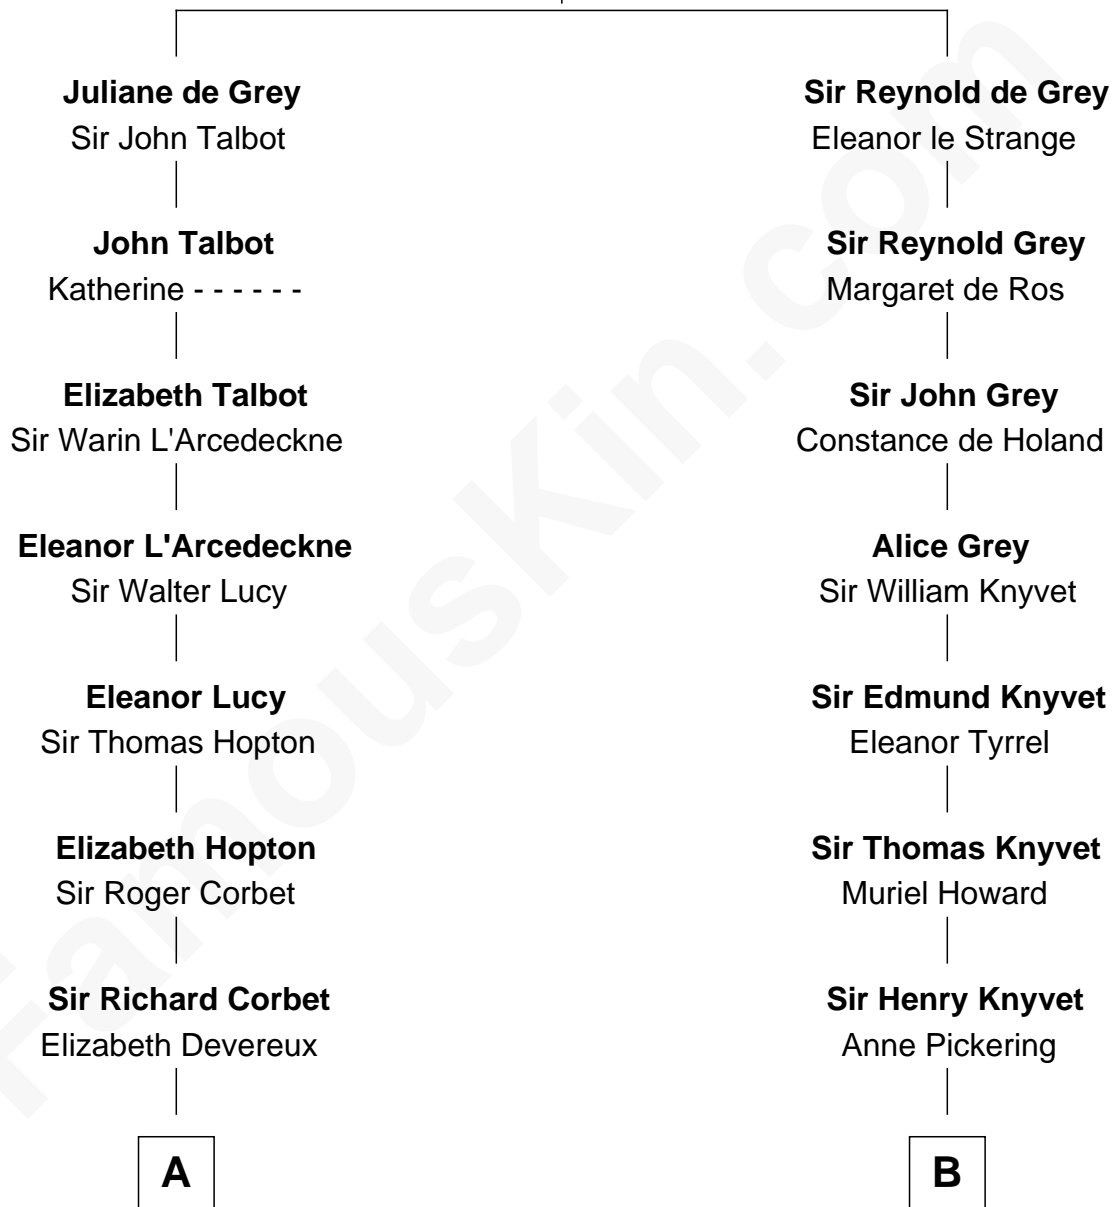 Juliane de Grey
Sir John Talbot
John Talbot
Katherine - - - - - -
Elizabeth Talbot
Sir Warin L'Arcedeckne
Eleanor L'Arcedeckne
Sir Walter Lucy
Eleanor Lucy
Sir Thomas Hopton
Elizabeth Hopton
Sir Roger Corbet
Sir Richard Corbet
Elizabeth Devereux
A
Sir Reynold de Grey
Eleanor le Strange
Sir Reynold Grey
Margaret de Ros
Sir John Grey
Constance de Holand
Alice Grey
Sir William Knyvet
Sir Edmund Knyvet
Eleanor Tyrrel
Sir Thomas Knyvet
Muriel Howard
Sir Henry Knyvet
Anne Pickering
B
FamousKin.com